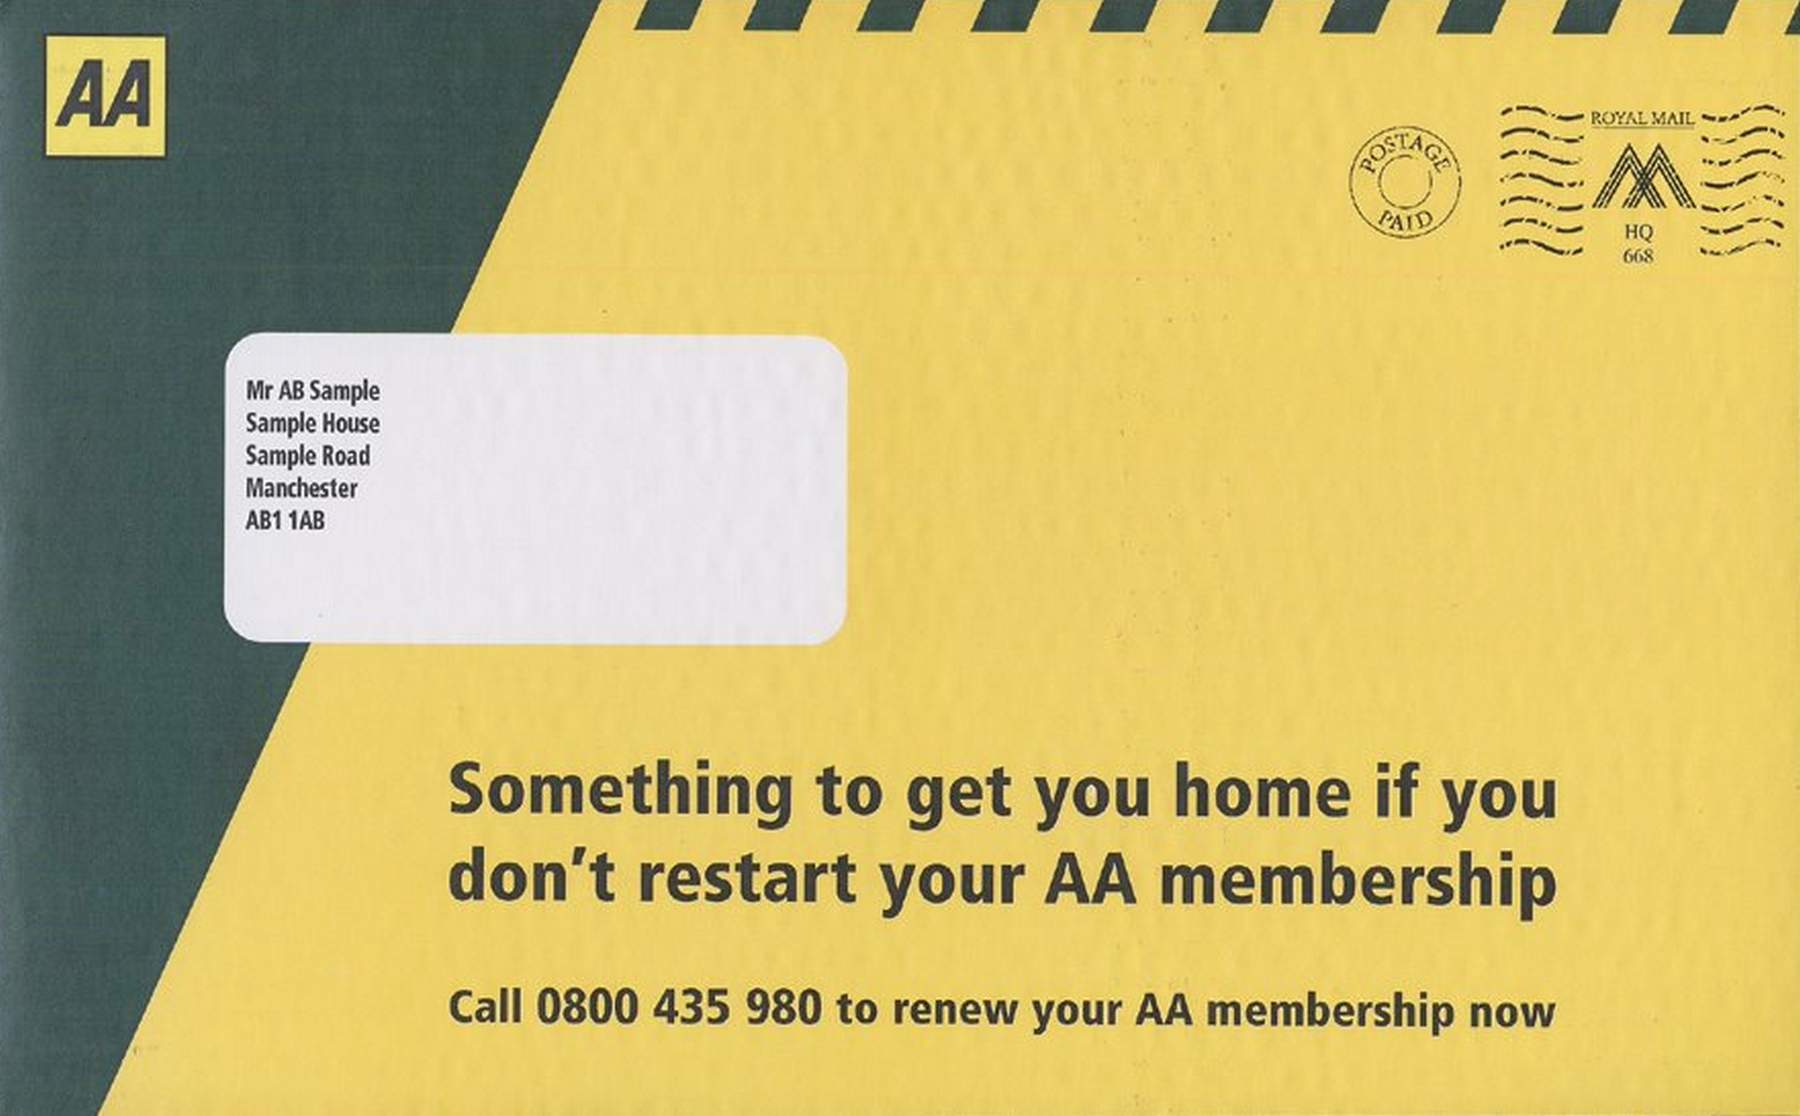 AA
POSTAGE
PAID
ROYAL MAIL
HQ
668
Mr AB Sample
Sample House
Sample Road
Manchester
AB1 1AB
Something to get you home if you
don’t restart your AA membership
Call 0800 435 980 to renew your AA membership now